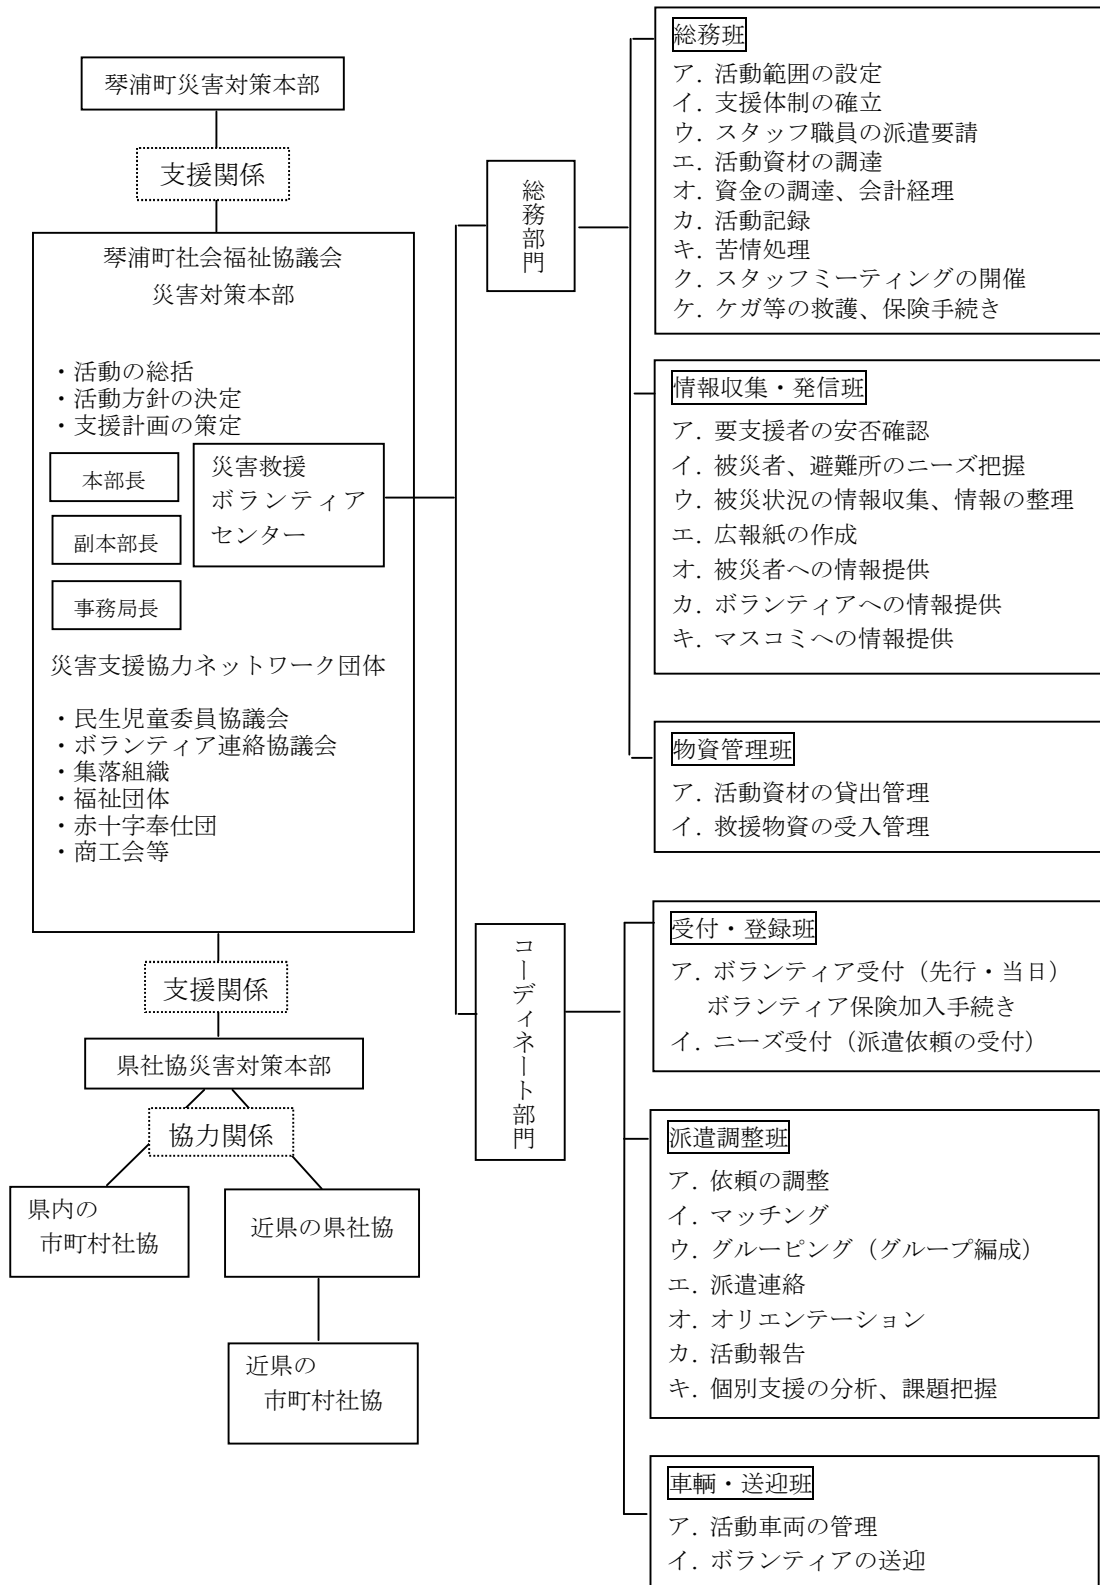 琴浦町災害対策本部
支援関係
琴浦町社会福祉協議会
災害対策本部
・活動の総括
・活動方針の決定
・支援計画の策定
本部長
副本部長
事務局長
災害救援
ボランティア
センター
災害支援協力ネットワーク団体
・民生児童委員協議会
・ボランティア連絡協議会
・集落組織
・福祉団体
・赤十字奉仕団
・商工会等
支援関係
県社協災害対策本部
協力関係
県内の
市町村社協
近県の県社協
近県の
市町村社協
総務部門
総務班
ア. 活動範囲の設定
イ. 支援体制の確立
ウ. スタッフ職員の派遣要請
エ. 活動資材の調達
オ. 資金の調達、会計経理
カ. 活動記録
キ. 苦情処理
ク. スタッフミーティングの開催
ケ. ケガ等の救護、保険手続き
情報収集・発信班
ア. 要支援者の安否確認
イ. 被災者、避難所のニーズ把握
ウ. 被災状況の情報収集、情報の整理
エ. 広報紙の作成
オ. 被災者への情報提供
カ. ボランティアへの情報提供
キ. マスコミへの情報提供
物資管理班
ア. 活動資材の貸出管理
イ. 救援物資の受入管理
コーディネート部門
受付・登録班
ア. ボランティア受付（先行・当日）
ボランティア保険加入手続き
イ. ニーズ受付（派遣依頼の受付）
派遣調整班
ア. 依頼の調整
イ. マッチング
ウ. グルーピング（グループ編成）
エ. 派遣連絡
オ. オリエンテーション
カ. 活動報告
キ. 個別支援の分析、課題把握
車輌・送迎班
ア. 活動車両の管理
イ. ボランティアの送迎